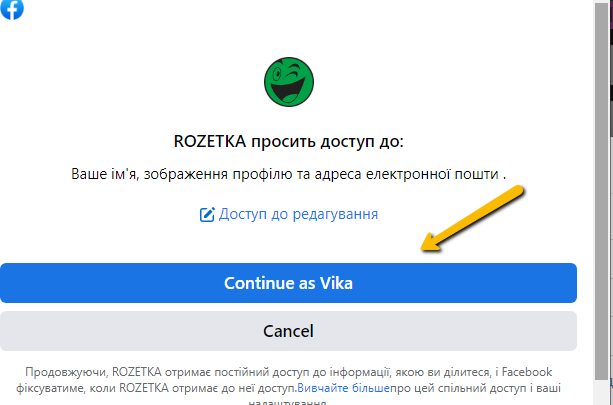 ROZETKA просить доступ до:
Ваше ім'я, зображення профілю та адреса електронної пошти .
Доступ до редагування
Continue as Vika
Cancel
Продовжуючи, ROZETKA отримає постійний доступ до інформації, якою ви ділитеся, і Facebook
фіксуватиме, коли ROZETKA отримає до неї доступ.Вивчайте більшепро цей спільний доступ і ваші
налаштування